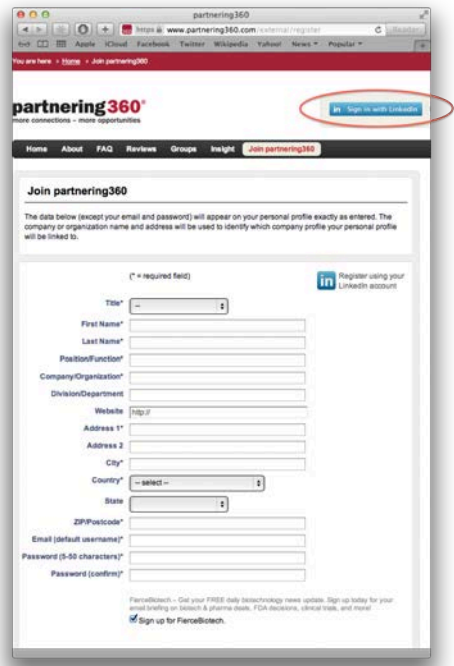 partnering360
https www.partnering360.com/external/register Reader
Apple iCloud Facebook Twitter Wikipedia Yahoo! News Popular
You are here Home Join partnering360
partnering360®
more connections – more opportunities
in Sign in with LinkedIn
Home About FAQ Reviews Groups Insight Join partnering360
Join partnering360
The data below (except your email and password) will appear on your personal profile exactly as entered. The
company or organization name and address will be used to identify which company profile your personal profile
will be linked to.
(* = required field)
in Register using your
LinkedIn account
Title* --
First Name*
Last Name*
Position/Function*
Company/Organization*
Division/Department
Website http://
Address 1*
Address 2
City*
Country* -- select --
State
ZIP/Postcode*
Email (default username)*
Password (5-50 characters)*
Password (confirm)*
FierceBiotech – Get your FREE daily biotechnology news update. Sign up today for your
email briefing on biotech & pharma deals, FDA decisions, clinical trials, and more!
Sign up for FierceBiotech.